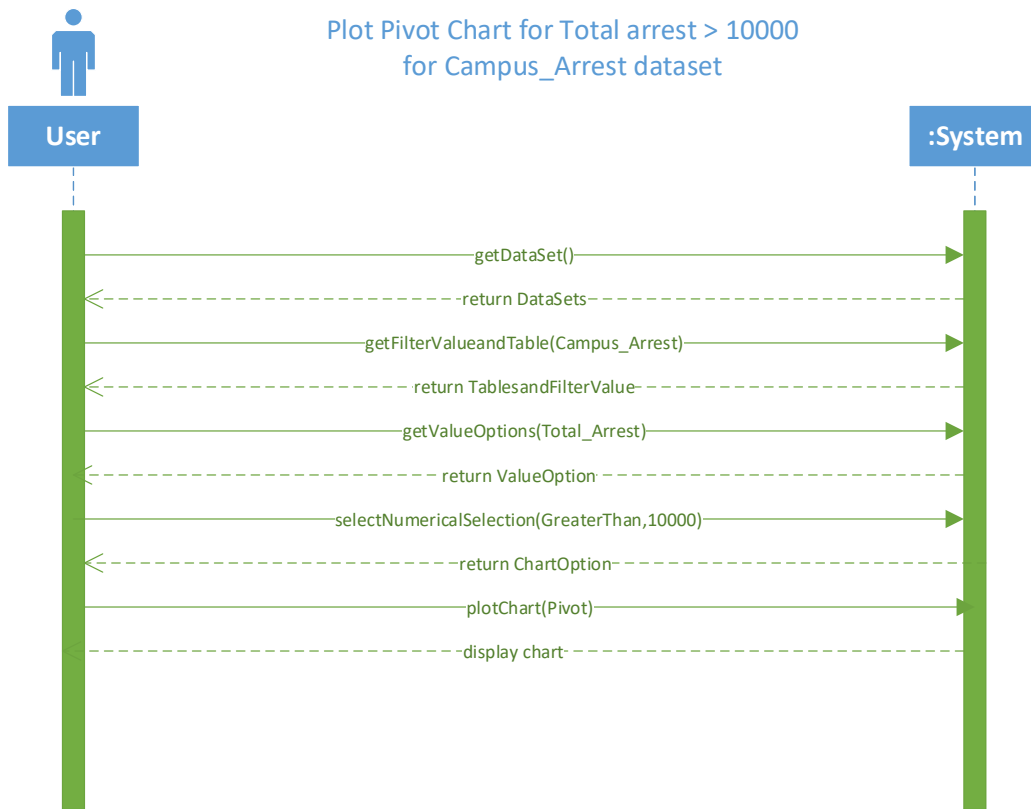 Plot Pivot Chart for Total arrest > 10000
for Campus_Arrest dataset
User
:System
getDataSet()
return DataSets
getFilterValueandTable(Campus_Arrest)
return TablesandFilterValue
getValueOptions(Total_Arrest)
return ValueOption
selectNumericalSelection(GreaterThan,10000)
return ChartOption
plotChart(Pivot)
display chart